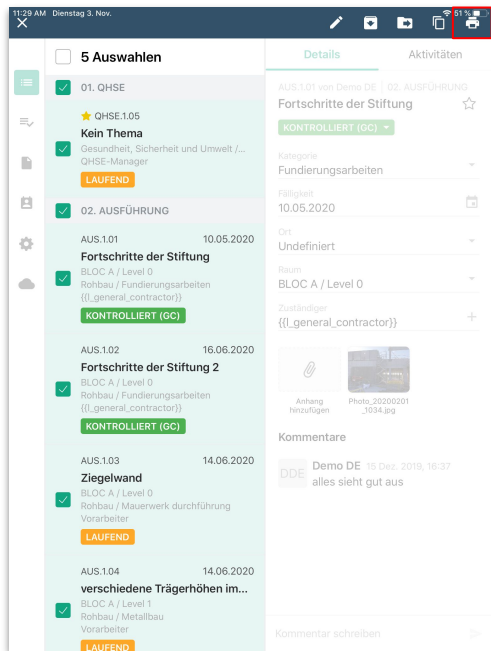 11:29 AM Dienstag 3. Nov.
51 %
5 Auswahlen
01. QHSE
QHSE.1.05
Kein Thema
Gesundheit, Sicherheit und Umwelt /...
QHSE-Manager
LAUFEND
02. AUSFÜHRUNG
AUS.1.01 10.05.2020
Fortschritte der Stiftung
BLOC A / Level 0
Rohbau / Fundierungsarbeiten
{{l_general_contractor}}
KONTROLLIERT (GC)
AUS.1.02 16.06.2020
Fortschritte der Stiftung 2
BLOC A / Level 0
Rohbau / Fundierungsarbeiten
{{l_general_contractor}}
KONTROLLIERT (GC)
AUS.1.03 14.06.2020
Ziegelwand
BLOC A / Level 0
Rohbau / Mauerwerk durchführung
Vorarbeiter
LAUFEND
AUS.1.04 14.06.2020
verschiedene Trägerhöhen im...
BLOC A / Level 1
Rohbau / Metallbau
Vorarbeiter
LAUFEND
Details Aktivitäten
AUS.1.01 von Demo DE | 02. AUSFÜHRUNG
Fortschritte der Stiftung
KONTROLLIERT (GC)
Kategorie
Fundierungsarbeiten
Fälligkeit
10.05.2020
Ort
Undefiniert
Raum
BLOC A / Level 0
Zuständiger
{{l_general_contractor}}
Anhang
hinzufügen
Photo_20200201
_1034.jpg
Kommentare
DDE
Demo DE 15 Dez. 2019, 16:37
alles sieht gut aus
Kommentar schreiben